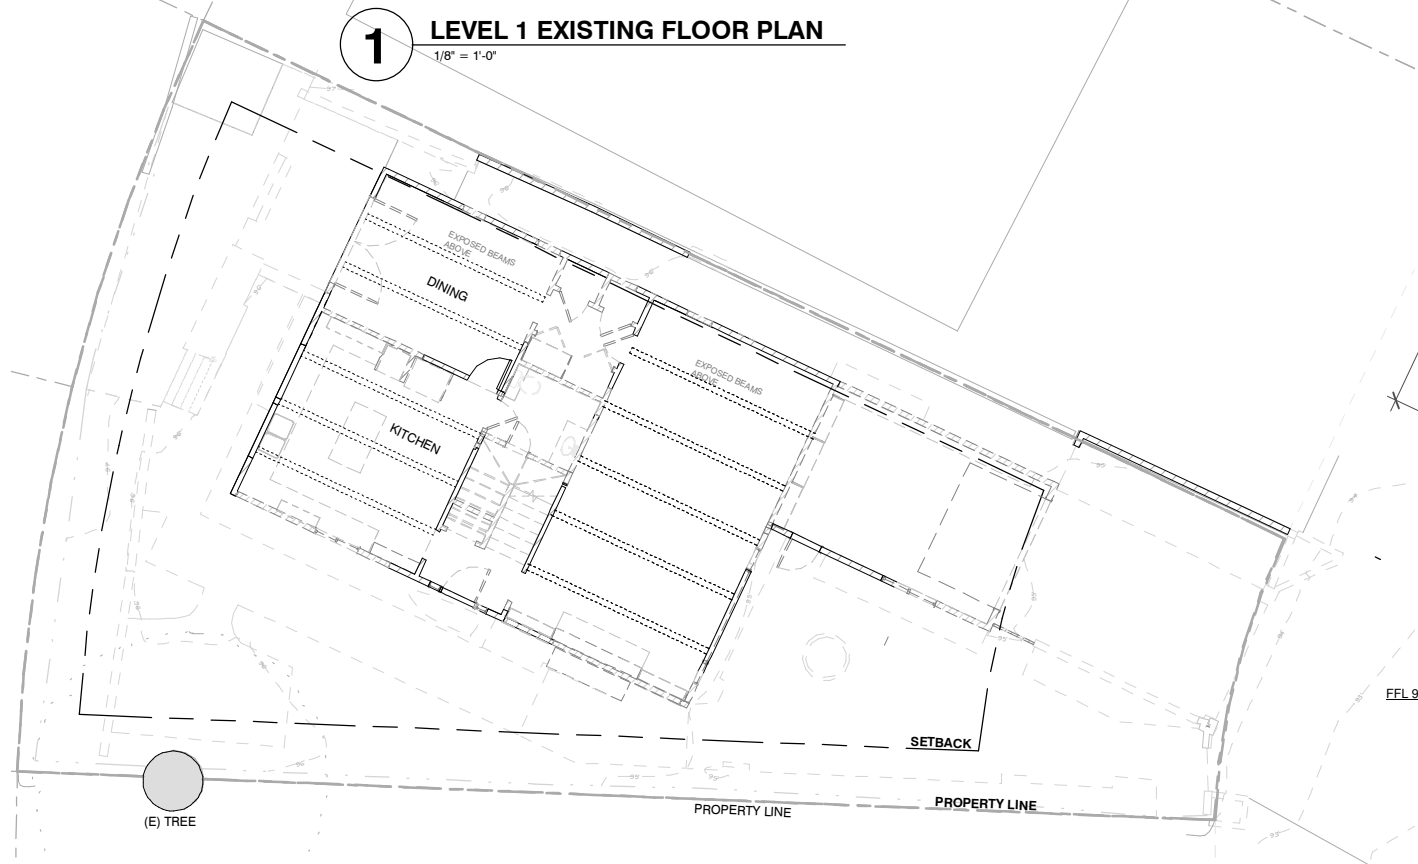 1
LEVEL 1 EXISTING FLOOR PLAN
1/8" = 1'-0"
EXPOSED BEAMS
ABOVE
DINING
EXPOSED BEAMS
ABOVE
KITCHEN
FFL 9
SETBACK
PROPERTY LINE
PROPERTY LINE
(E) TREE